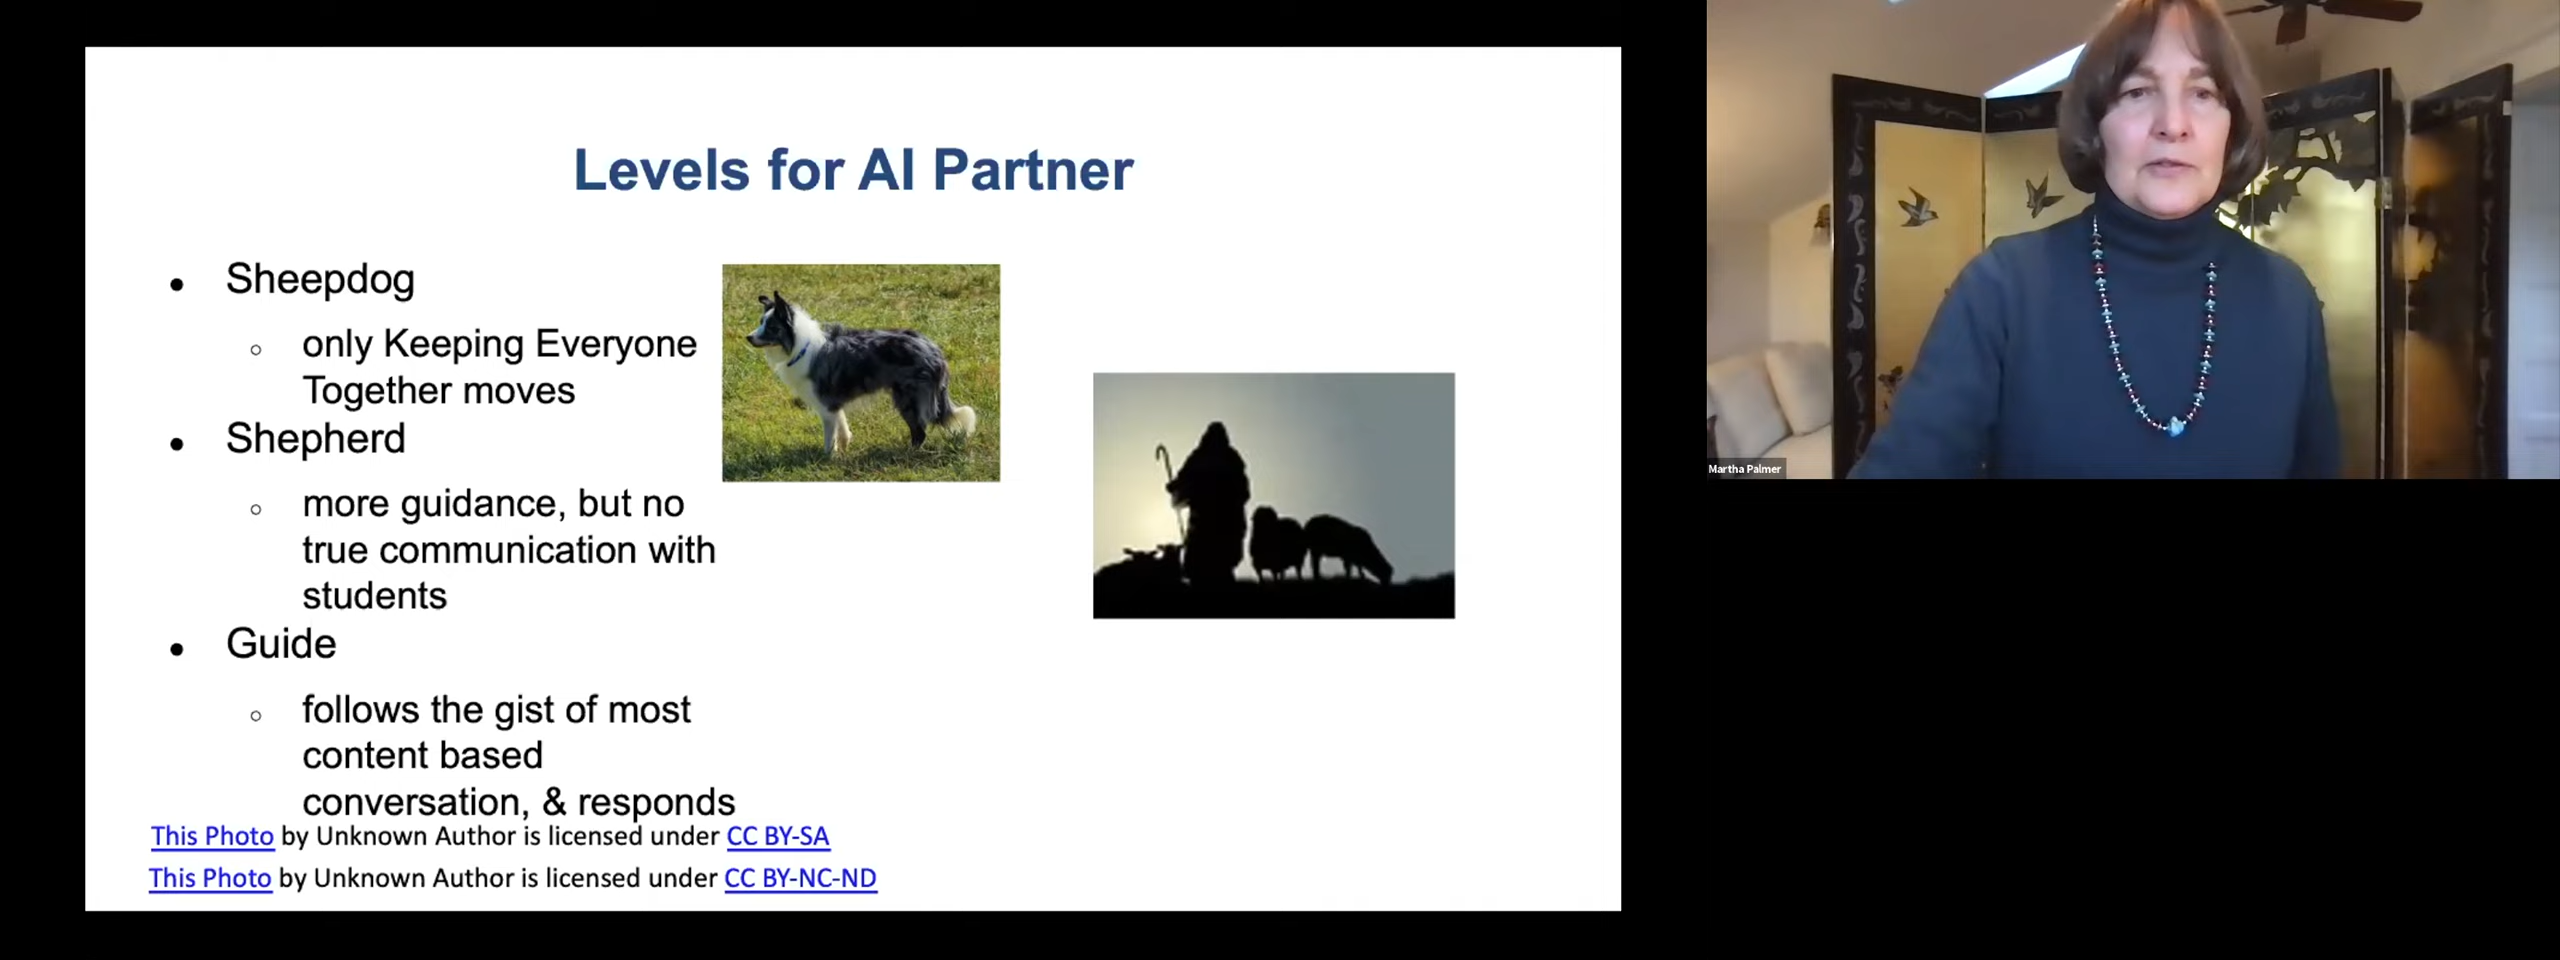 Levels for AI Partner
● Sheepdog
○ only Keeping Everyone
Together moves
● Shepherd
○ more guidance, but no
true communication with
students
● Guide
○ follows the gist of most
content based
conversation, & responds
This Photo by Unknown Author is licensed under CC BY-SA
This Photo by Unknown Author is licensed under CC BY-NC-ND
Martha Palmer